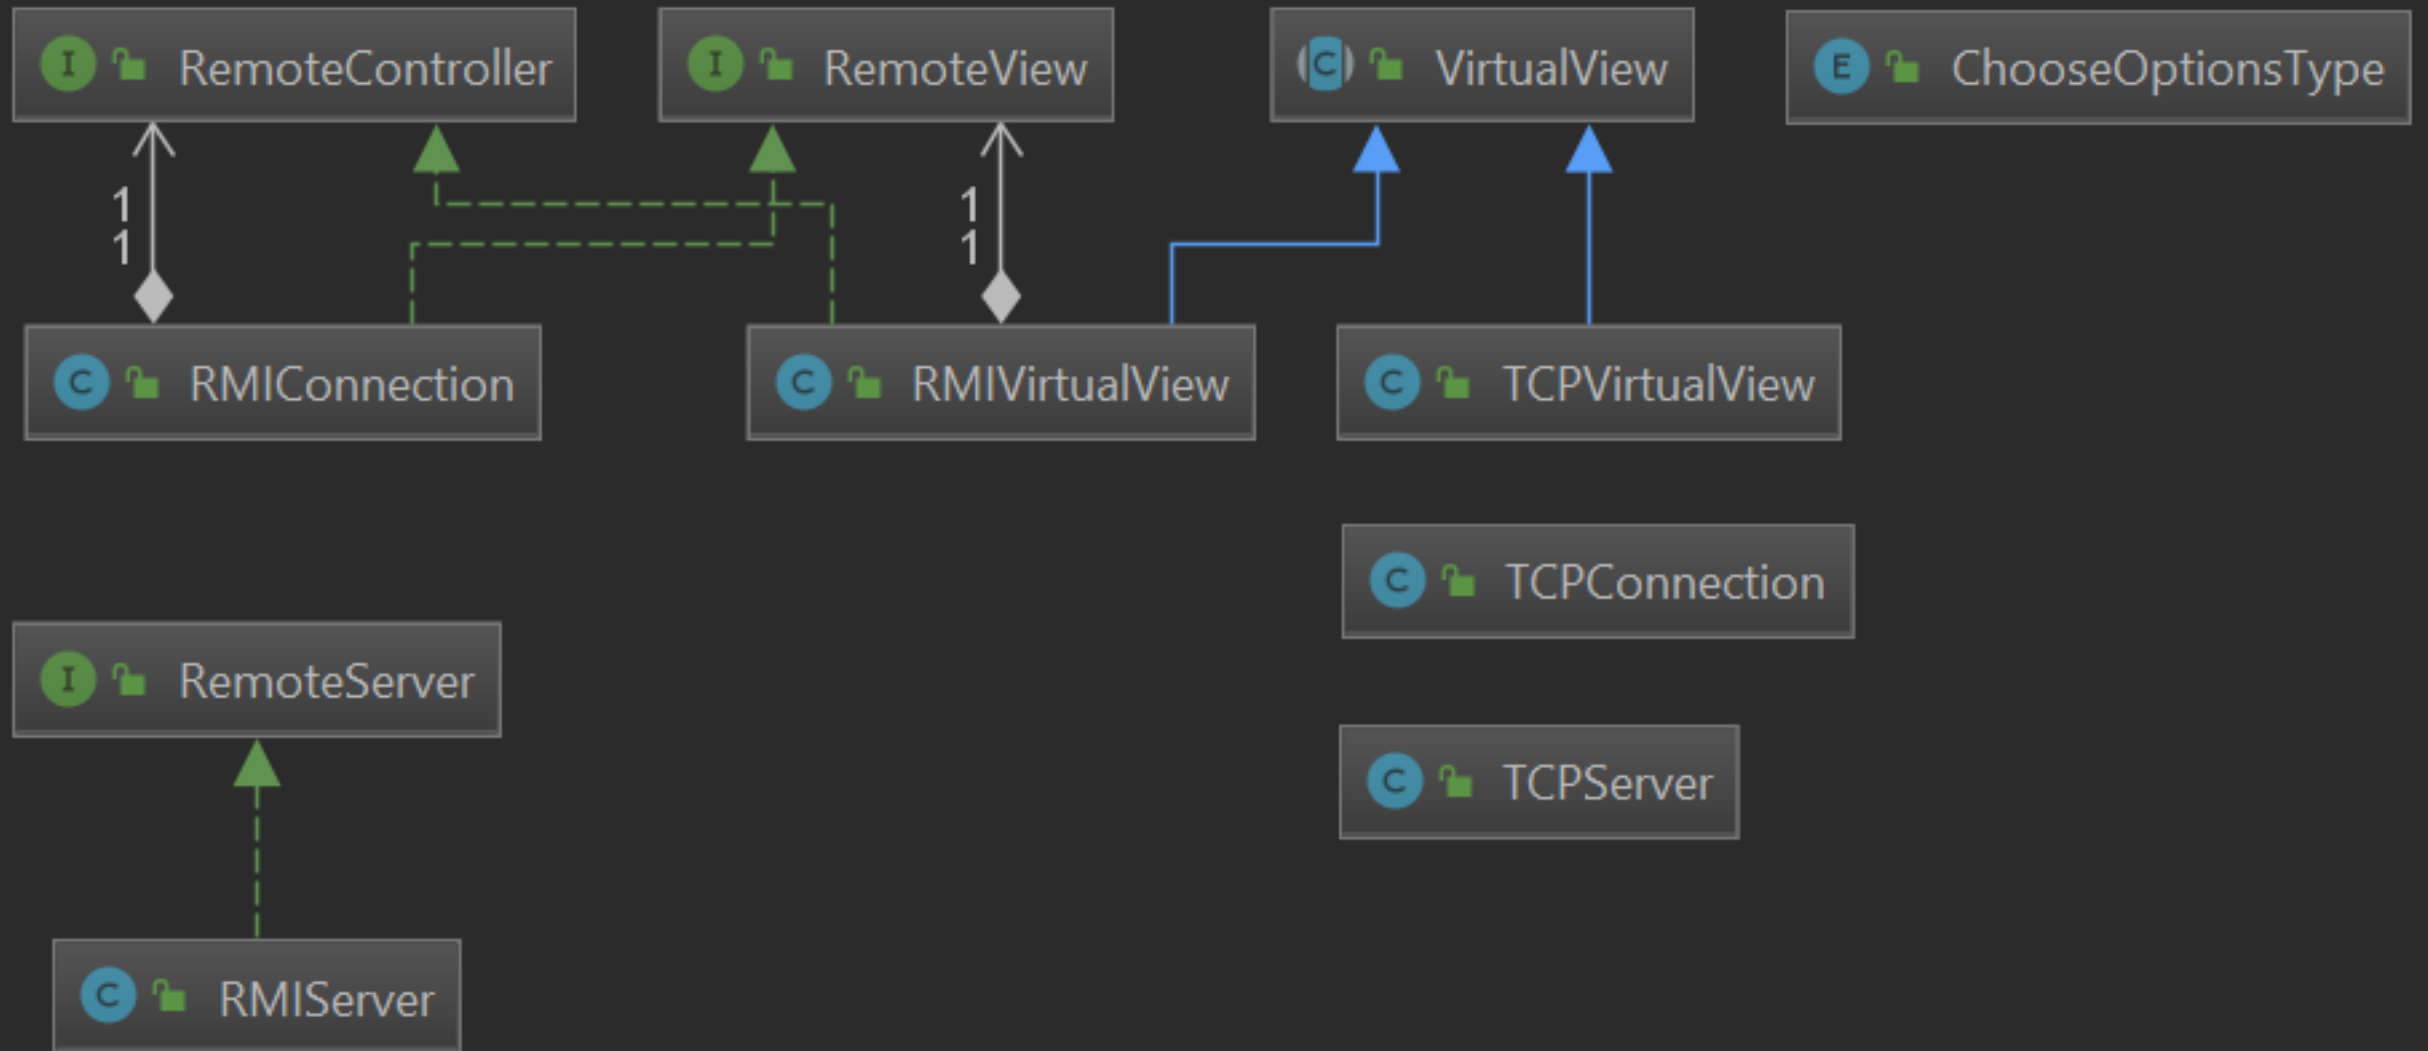 I RemoteController
I RemoteView
C VirtualView
E ChooseOptionsType
1
1
1
1
C RMIConnection
C RMIVirtualView
C TCPVirtualView
C TCPConnection
I RemoteServer
C TCPServer
C RMIServer